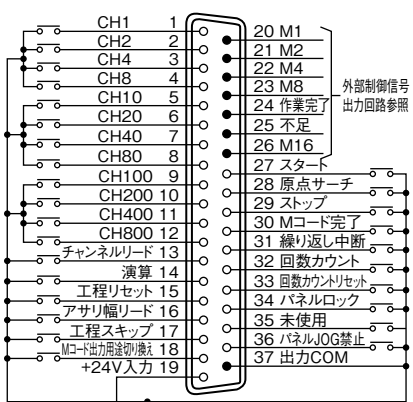 CH1 1
CH2 2
CH4 3
CH8 4
CH10 5
CH20 6
CH40 7
CH80 8
CH100 9
CH200 10
CH400 11
CH800 12
チャンネルリード 13
演算 14
工程リセット 15
アサリ幅リード 16
工程スキップ 17
Mコード出力用途切り換え 18
+24V入力 19
20 M1
21 M2
22 M4
23 M8
24 作業完了
25 不足
26 M16
外部制御信号
出力回路参照
27 スタート
28 原点サーチ
29 ストップ
30 Mコード完了
31 繰り返し中断
32 回数カウント
33 回数カウントリセット
34 パネルロック
35 未使用
36 パネルJOG禁止
37 出力COM